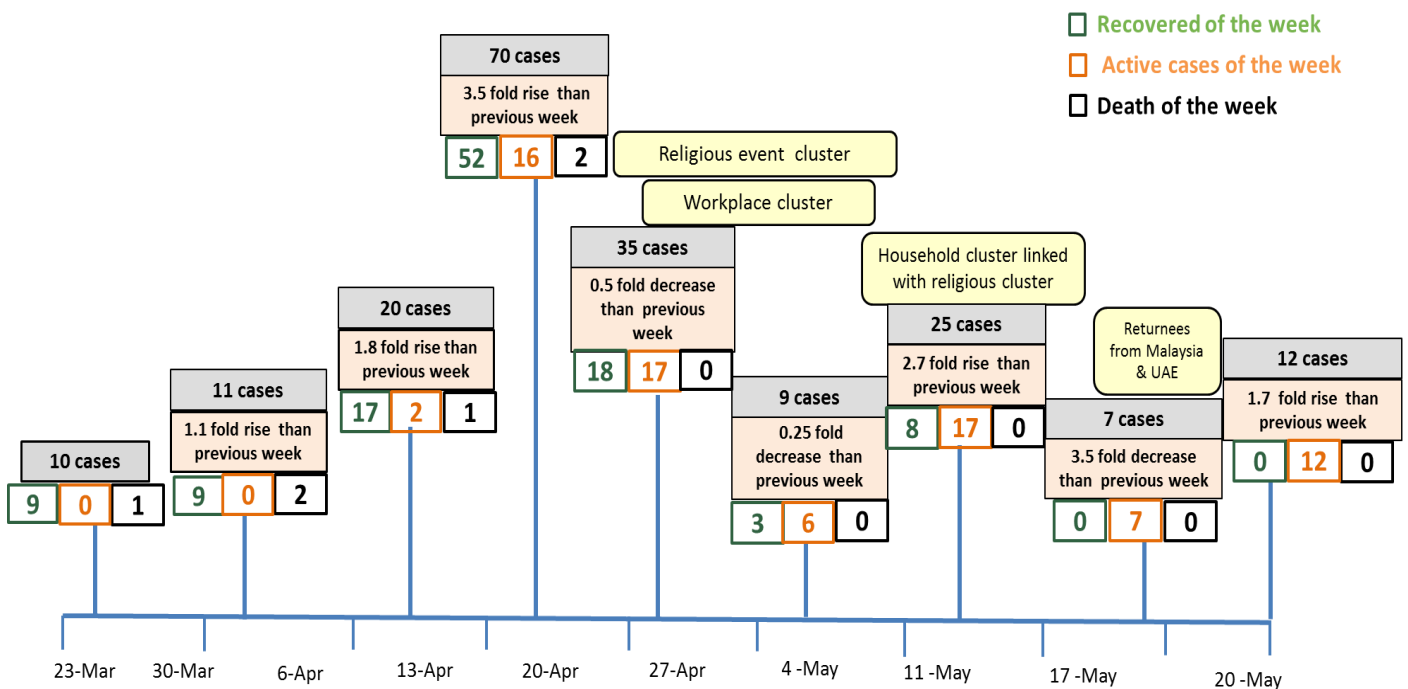 Recovered of the week
Active cases of the week
Death of the week
70 cases
3.5 fold rise than
previous week
52 16 2
Religious event cluster
Workplace cluster
35 cases
0.5 fold decrease
than previous
week
18 17 0
Household cluster linked
with religious cluster
20 cases
1.8 fold rise than
previous week
17 2 1
25 cases
2.7 fold rise than
previous week
8 17 0
Returnees
from Malaysia
& UAE
12 cases
1.7 fold rise than
previous week
0 12 0
11 cases
1.1 fold rise than
previous week
9 0 2
9 cases
0.25 fold
decrease than
previous week
3 6 0
7 cases
3.5 fold decrease
than previous week
0 7 0
10 cases
9 0 1
23-Mar 30-Mar 6-Apr 13-Apr 20-Apr 27-Apr 4 -May 11 -May 17 -May 20 -May